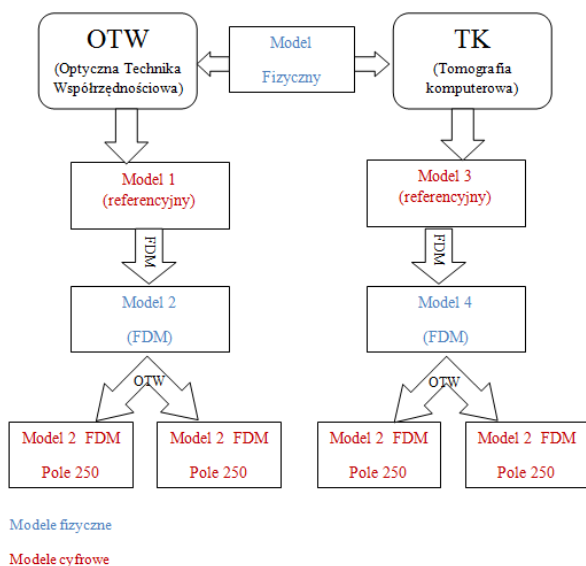 OTW
(Optyczna Technika
Współrzędnościowa)
Model
Fizyczny
TK
(Tomografia
komputerowa)
Model 1
(referencyjny)
Model 3
(referencyjny)
FDM
FDM
Model 2
(FDM)
Model 4
(FDM)
OTW
OTW
Model 2 FDM
Pole 250
Model 2 FDM
Pole 250
Model 2 FDM
Pole 250
Model 2 FDM
Pole 250
Modele fizyczne
Modele cyfrowe